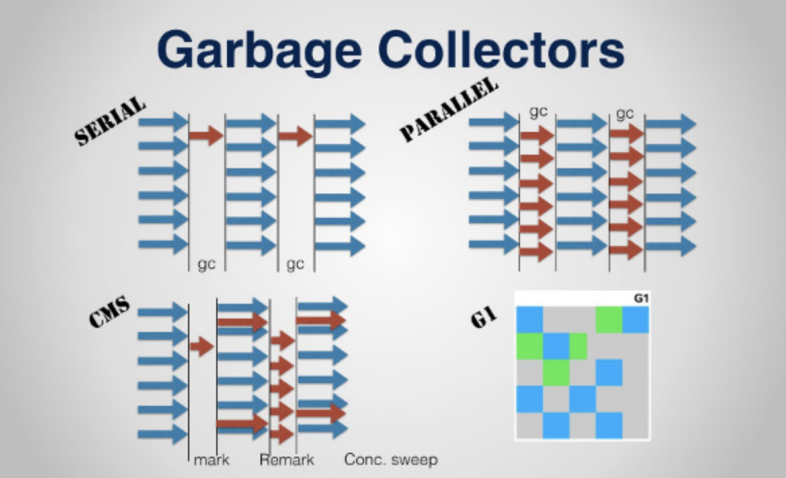 Garbage Collectors
SERIAL
gc
gc
PARALLEL
gc
gc
CMS
mark
Remark
Conc. sweep
G1
G1